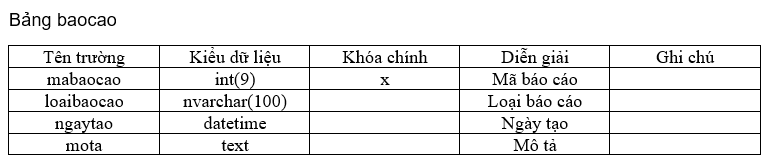 Bảng baocao
Tên trường Kiểu dữ liệu Khóa chính Diễn giải Ghi chú
mabaocao int(9) x Mã báo cáo
loaibaocao nvarchar(100) Loại báo cáo
ngaytao datetime Ngày tạo
mota text Mô tả